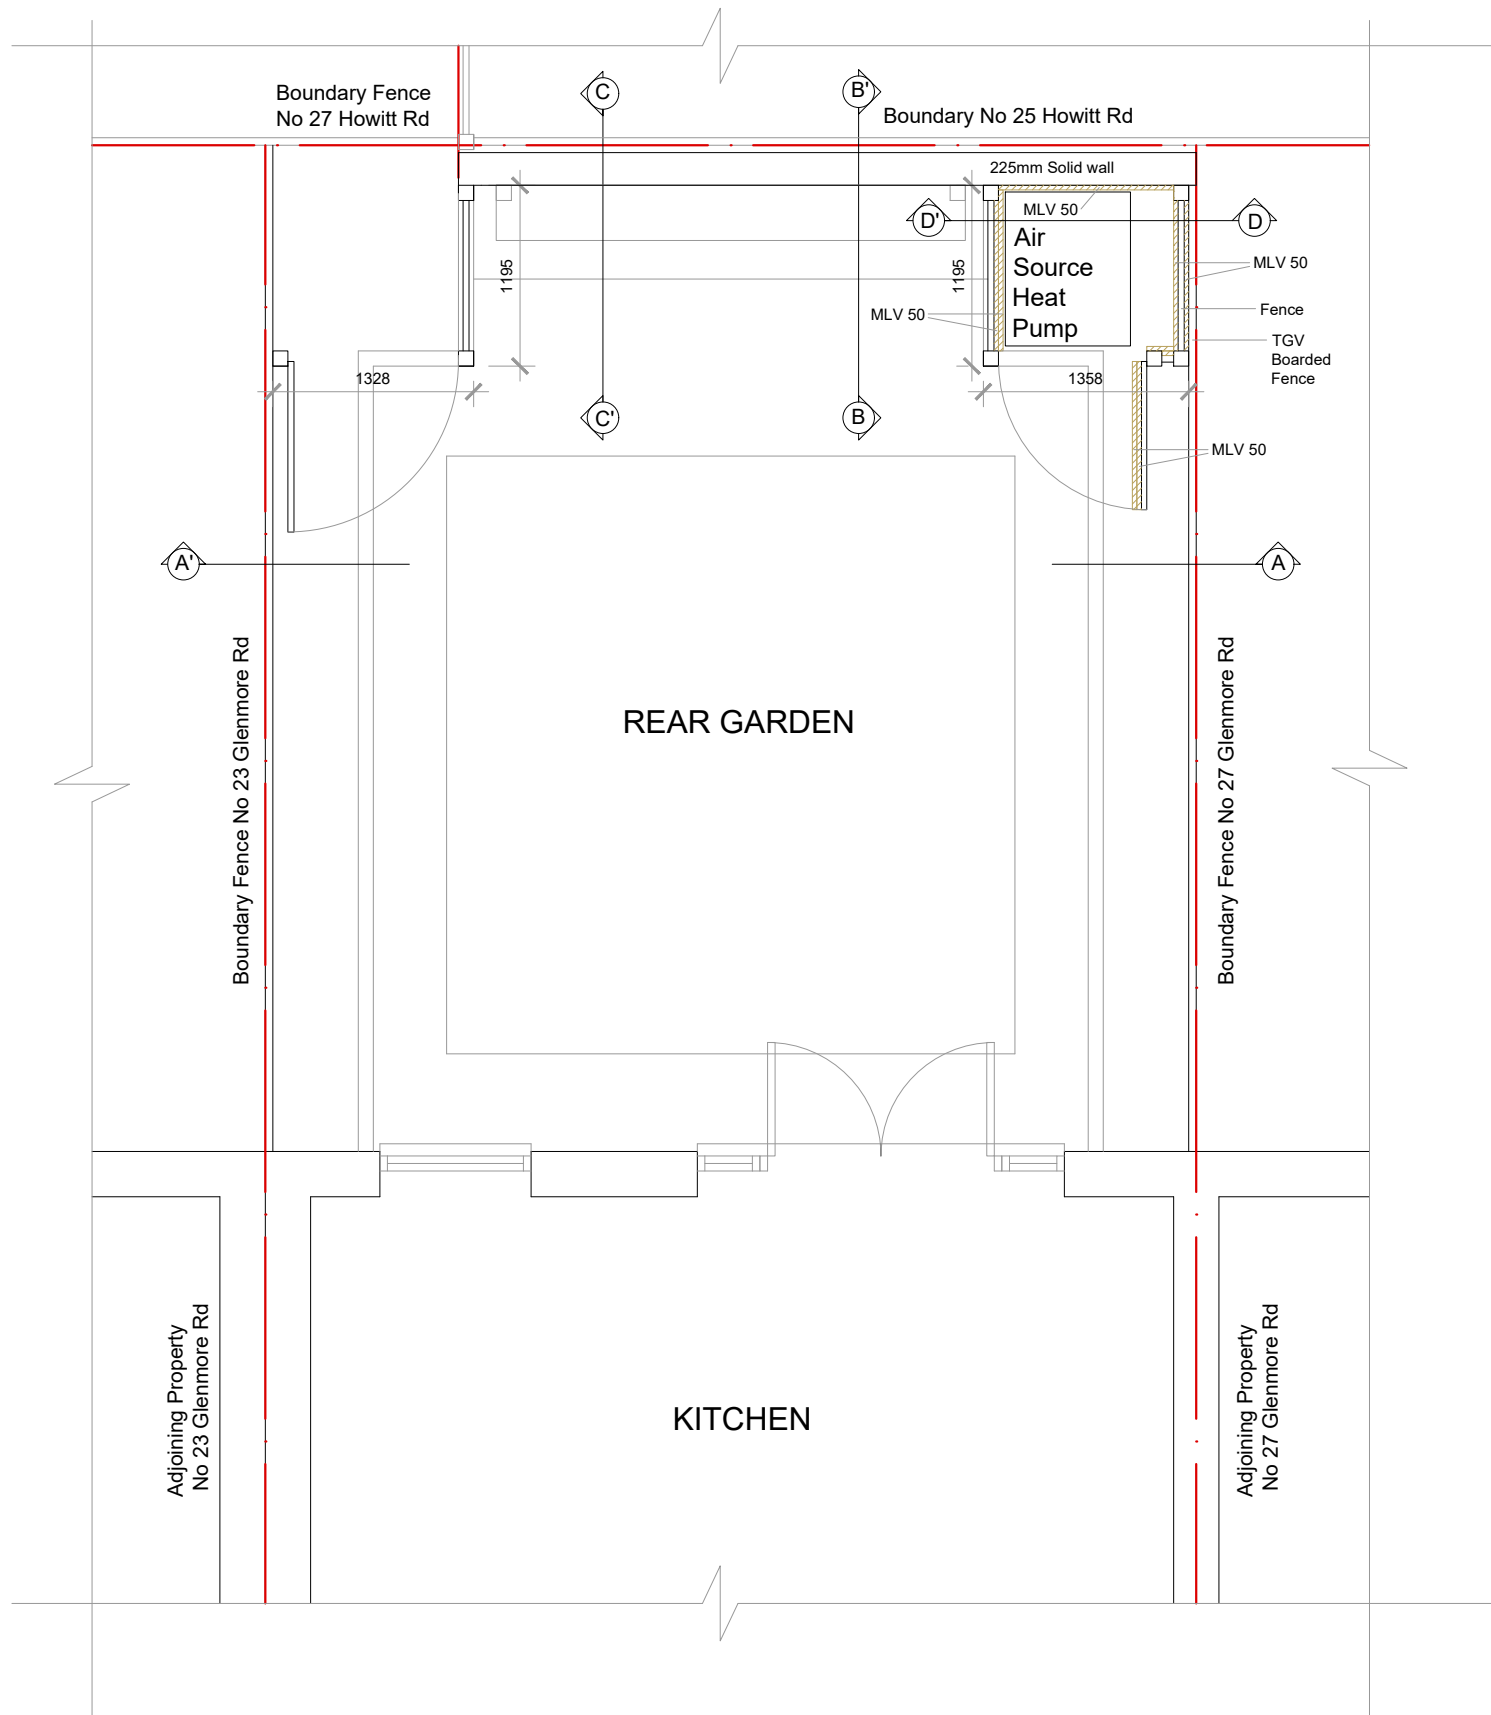 Boundary Fence
No 27 Howitt Rd
C
B'
Boundary No 25 Howitt Rd
225mm Solid wall
MLV 50
D'
D
Air
Source
Heat
Pump
1195
1195
MLV 50
MLV 50
Fence
TGV
Boarded
Fence
1328
1358
C'
B
MLV 50
A'
A
REAR GARDEN
Boundary Fence No 23 Glenmore Rd
Boundary Fence No 27 Glenmore Rd
Adjoining Property
No 23 Glenmore Rd
KITCHEN
Adjoining Property
No 27 Glenmore Rd